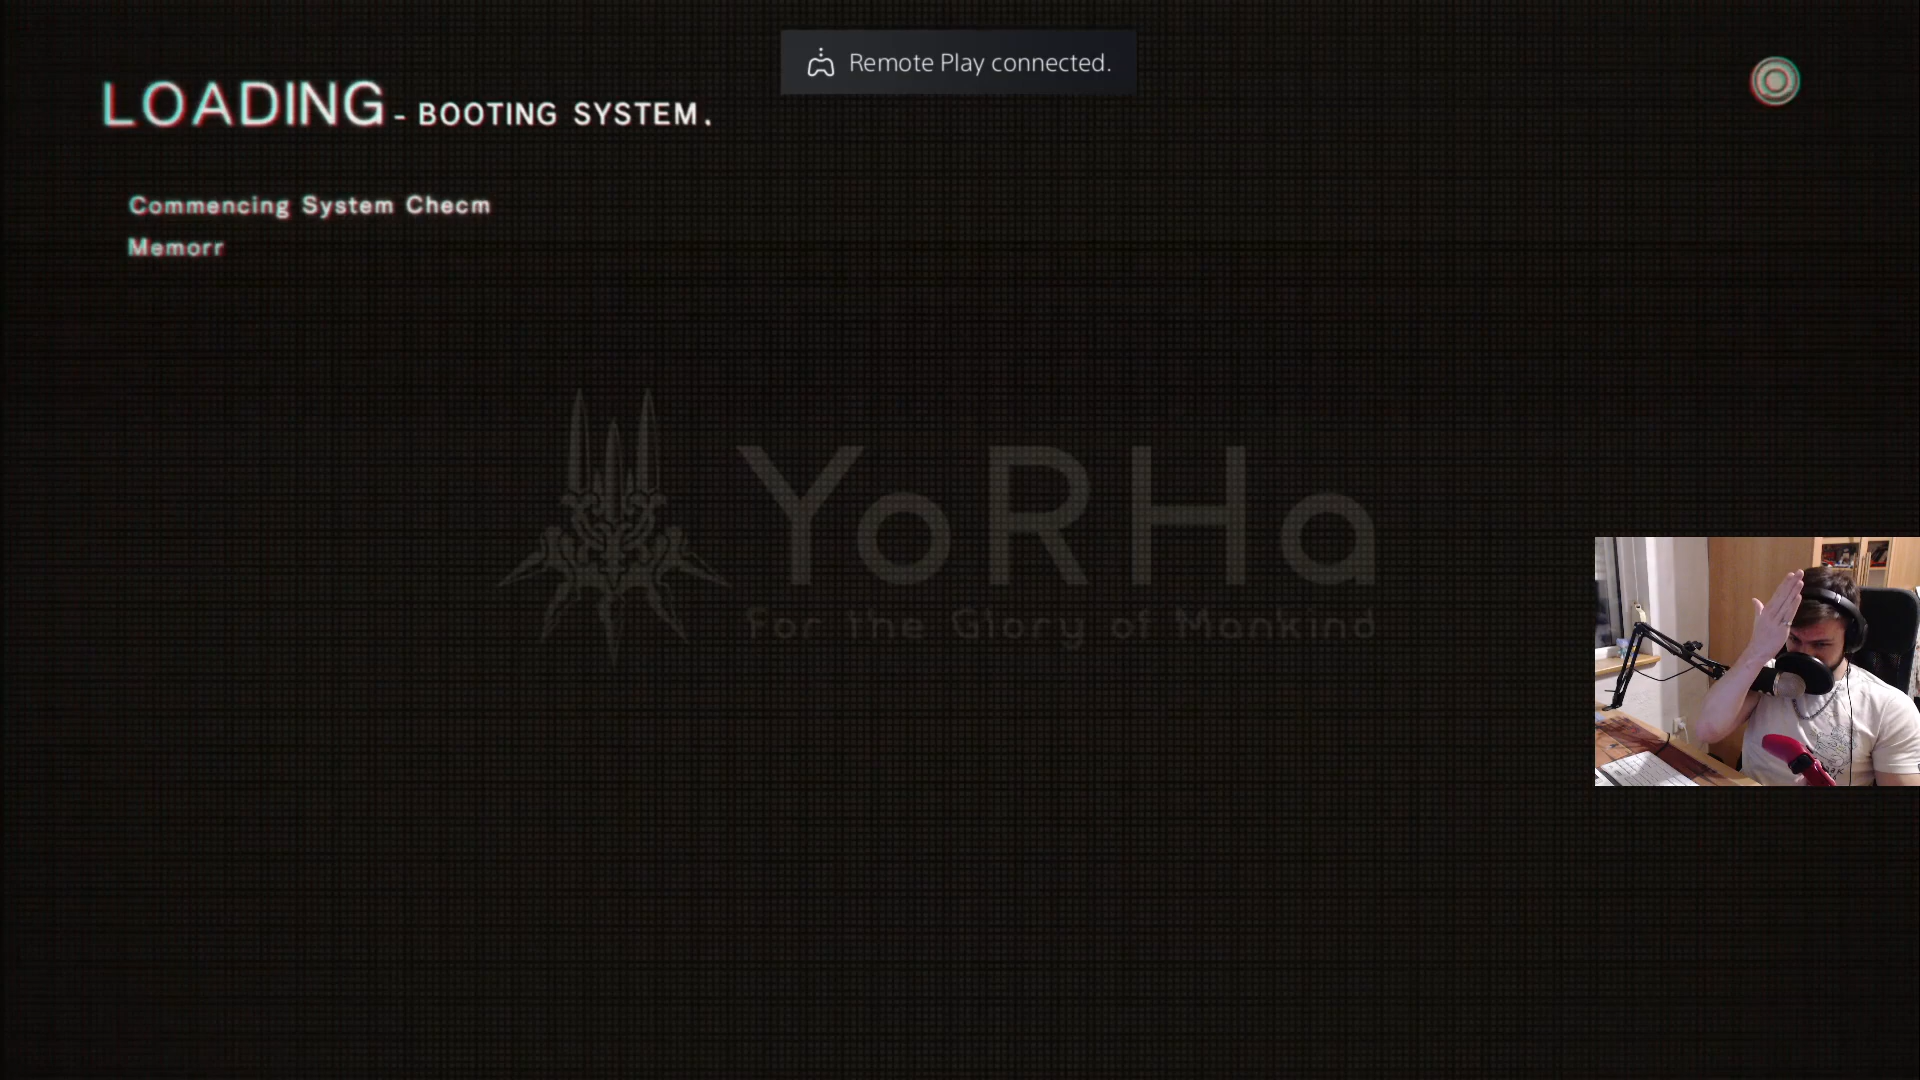 Remote Play connected.
LOADING - BOOTING SYSTEM.
Commencing System Checm
Memorr
YoRHa
For the Glory of Mankind